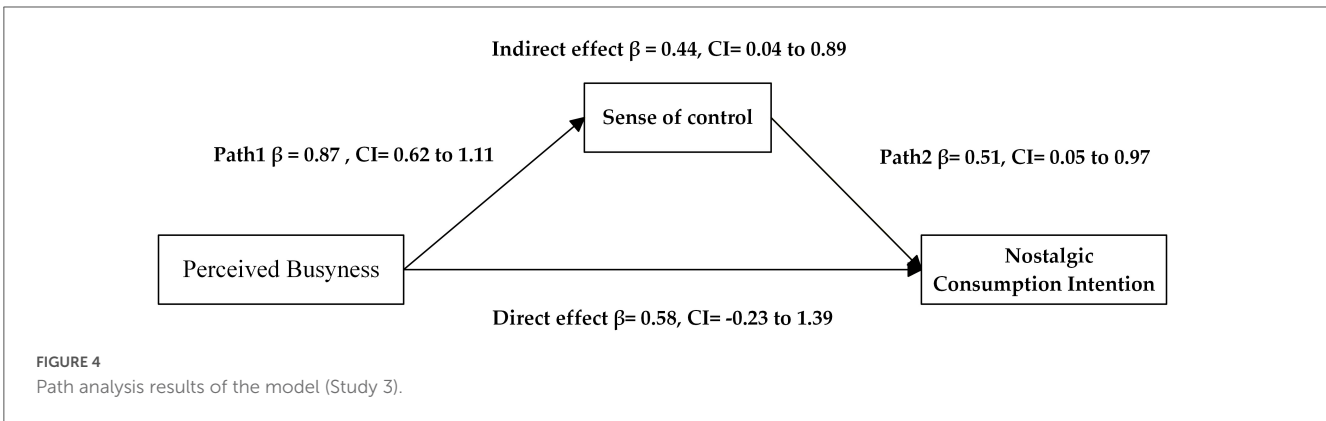 Indirect effect β = 0.44, CI= 0.04 to 0.89
Sense of control
Path1 β = 0.87 , CI= 0.62 to 1.11
Path2 β= 0.51, CI= 0.05 to 0.97
Perceived Busyness
Nostalgic
Consumption Intention
Direct effect β= 0.58, CI= -0.23 to 1.39
FIGURE 4
Path analysis results of the model (Study 3).